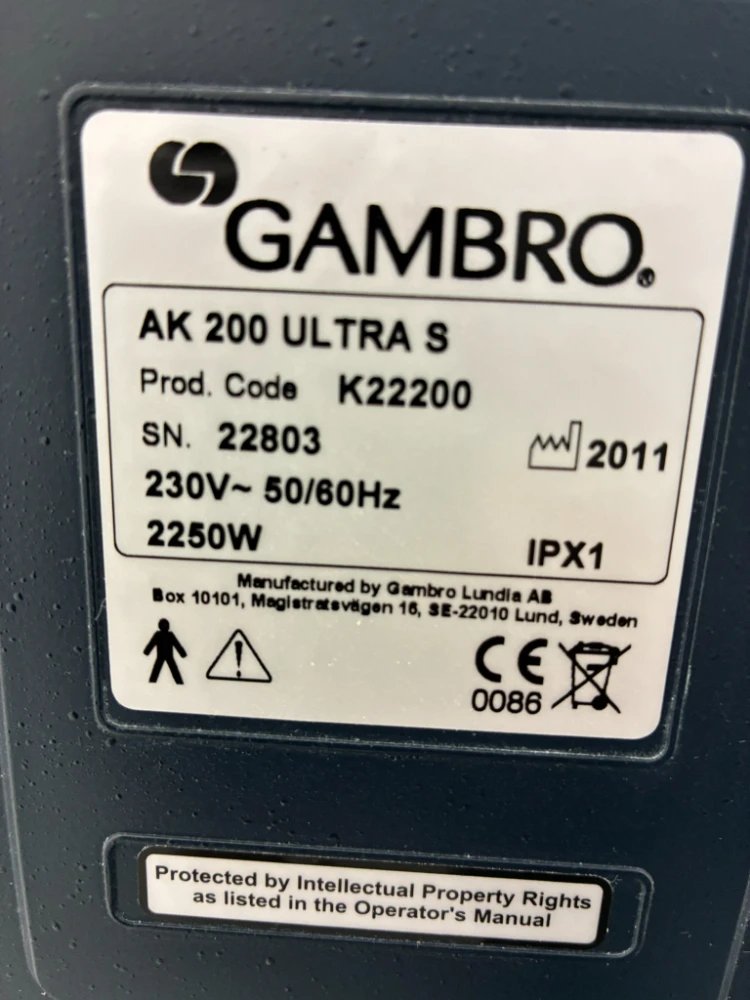 GAMBRO®
AK 200 ULTRA S
Prod. Code K22200
SN. 22803
2011
230V~ 50/60Hz
2250W
IPX1
Manufactured by Gambro Lundia AB
Box 10101, Magistratsvägen 16, SE-22010 Lund, Sweden
CE
0086
Protected by Intellectual Property Rights
as listed in the Operator's Manual